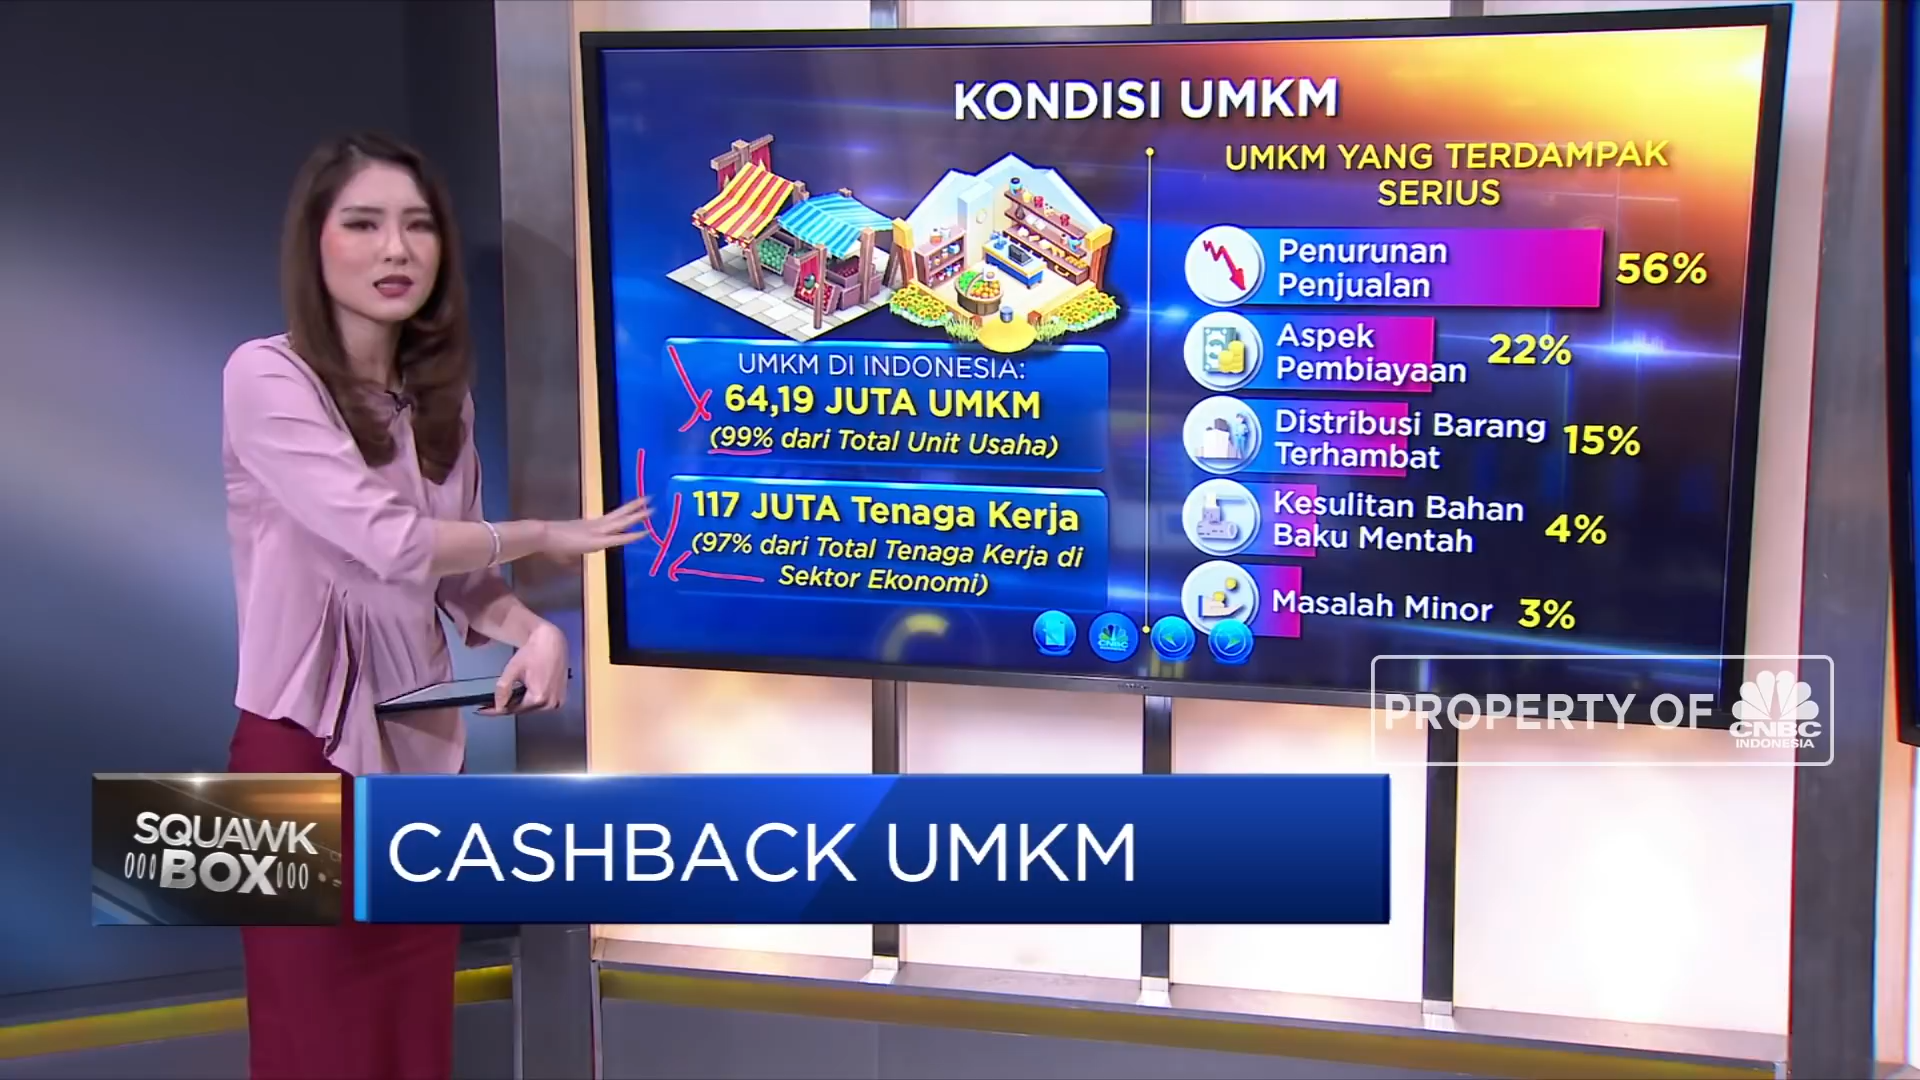 KONDISI UMKM
UMKM DI INDONESIA:
64,19 JUTA UMKM
(99% dari Total Unit Usaha)
117 JUTA Tenaga Kerja
(97% dari Total Tenaga Kerja di
Sektor Ekonomi)
UMKM YANG TERDAMPAK
SERIUS
Penurunan
Penjualan
56%
Aspek
Pembiayaan
22%
Distribusi Barang
Terhambat
15%
Kesulitan Bahan
Baku Mentah
4%
Masalah Minor
3%
CNBC
PROPERTY OF
CNBC
INDONESIA
SQUAWK
BOX
CASHBACK UMKM